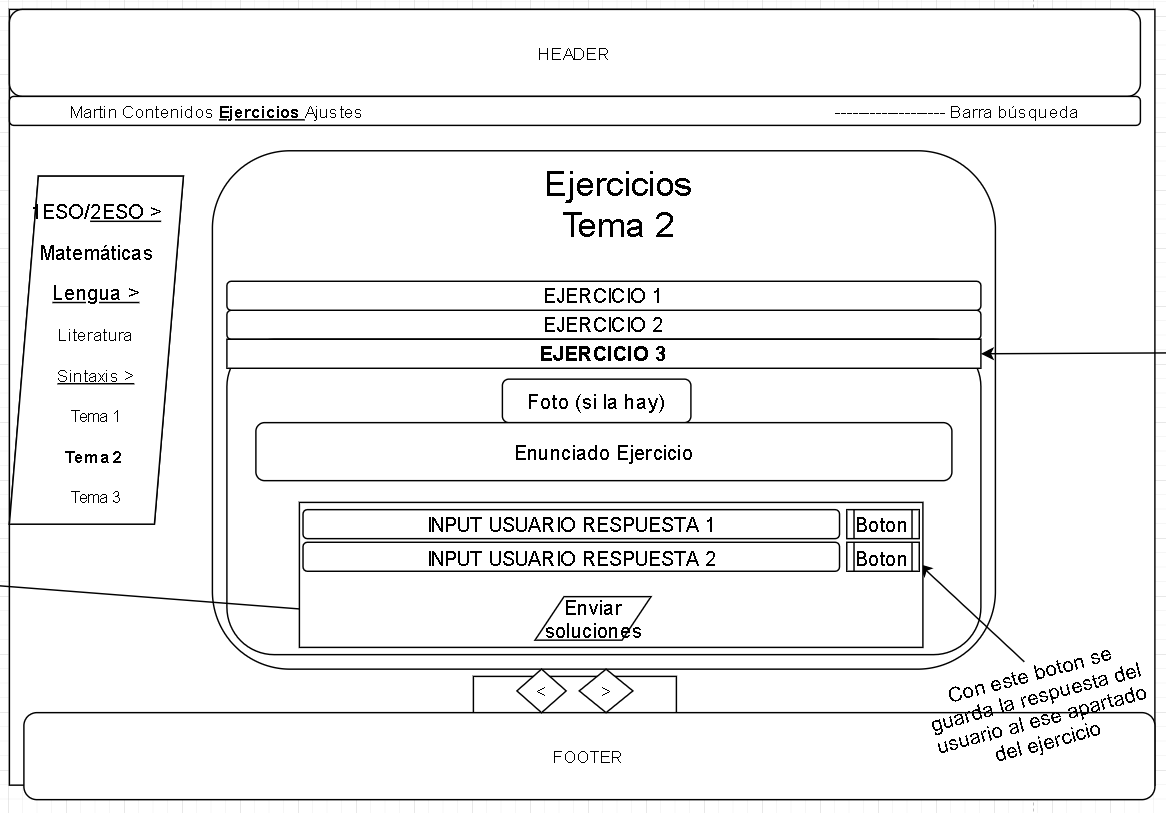 HEADER
Martin Contenidos Ejercicios Ajustes
-------------------- Barra búsqueda
1ESO/2ESO >
Matemáticas
Lengua >
Literatura
Sintaxis >
Tema 1
Tema 2
Tema 3
Ejercicios
Tema 2
EJERCICIO 1
EJERCICIO 2
EJERCICIO 3
Foto (si la hay)
Enunciado Ejercicio
INPUT USUARIO RESPUESTA 1
Boton
INPUT USUARIO RESPUESTA 2
Boton
Enviar
soluciones
Con este boton se
guarda la respuesta del
usuario al ese apartado
del ejercicio
< >
FOOTER